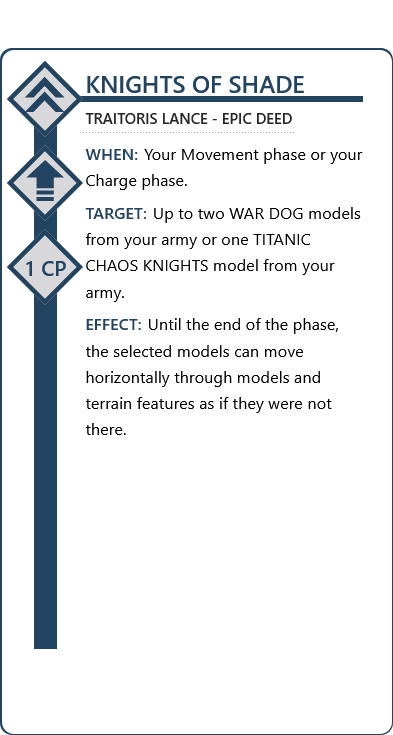 KNIGHTS OF SHADE
TRAITORIS LANCE - EPIC DEED
WHEN: Your Movement phase or your
Charge phase.
TARGET: Up to two WAR DOG models
from your army or one TITANIC
1 CP
CHAOS KNIGHTS model from your
army.
EFFECT: Until the end of the phase,
the selected models can move
horizontally through models and
terrain features as if they were not
there.